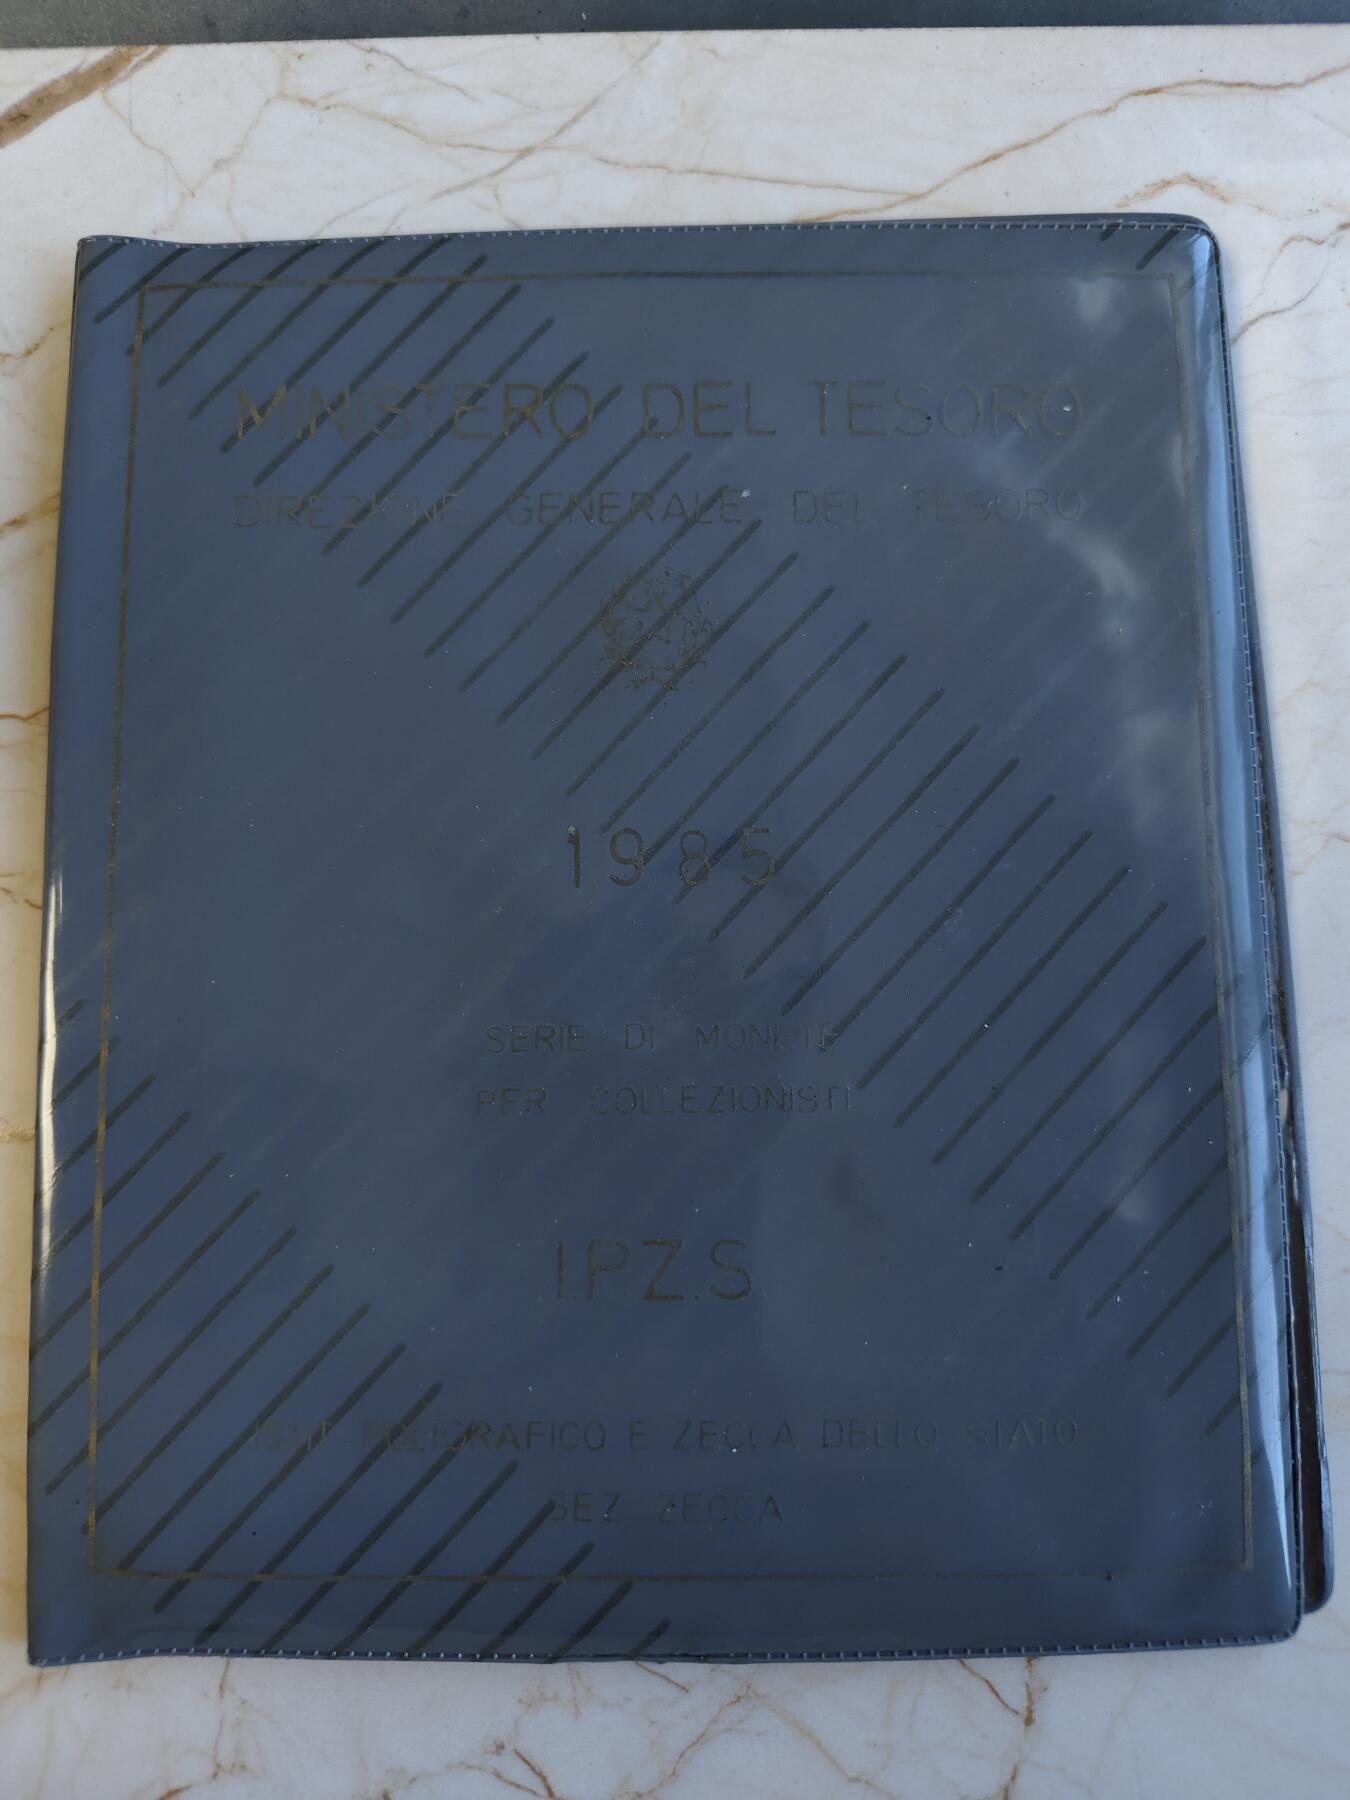 MINISTERO DEL TESORO
DIREZIONE GENERALE DEL TESORO
1985
SERIE DI MONETE
PER COLLEZIONISTI
I.P.Z.S.
ISTIT. POLIGRAFICO E ZECCA DELLO STATO
SEZ. ZECCA